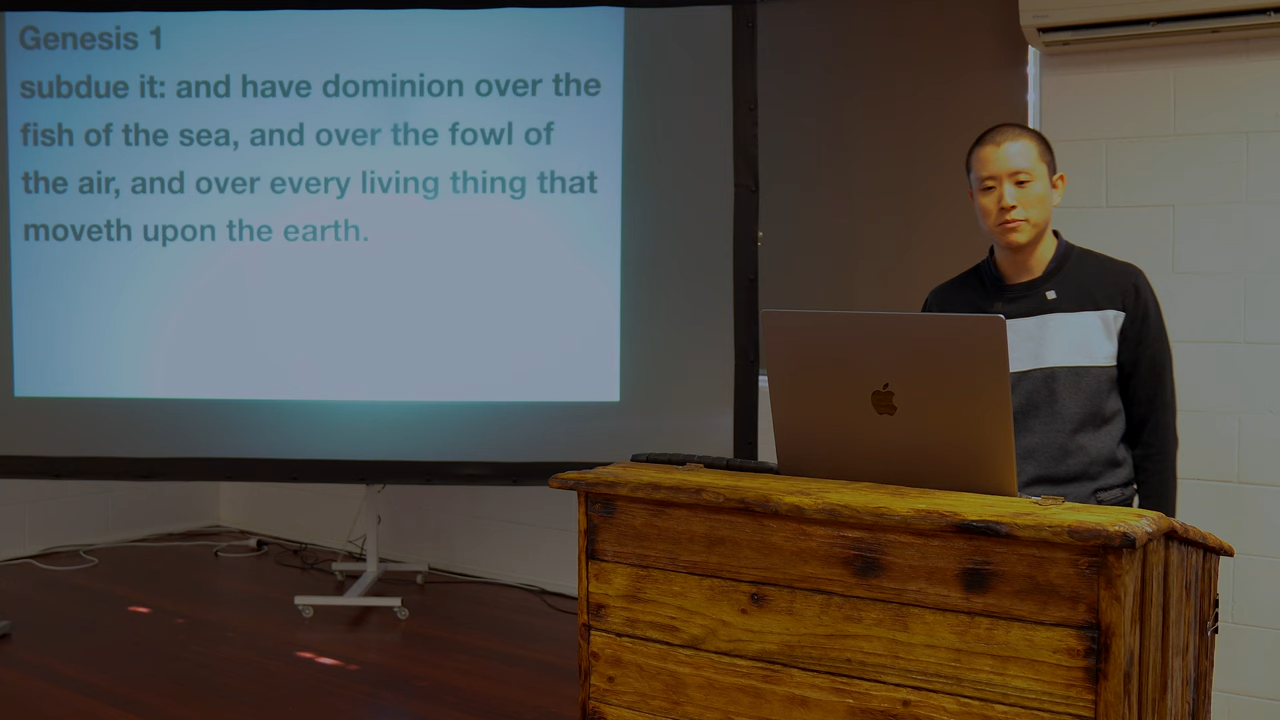 Genesis 1
subdue it: and have dominion over the
fish of the sea, and over the fowl of
the air, and over every living thing that
moveth upon the earth.